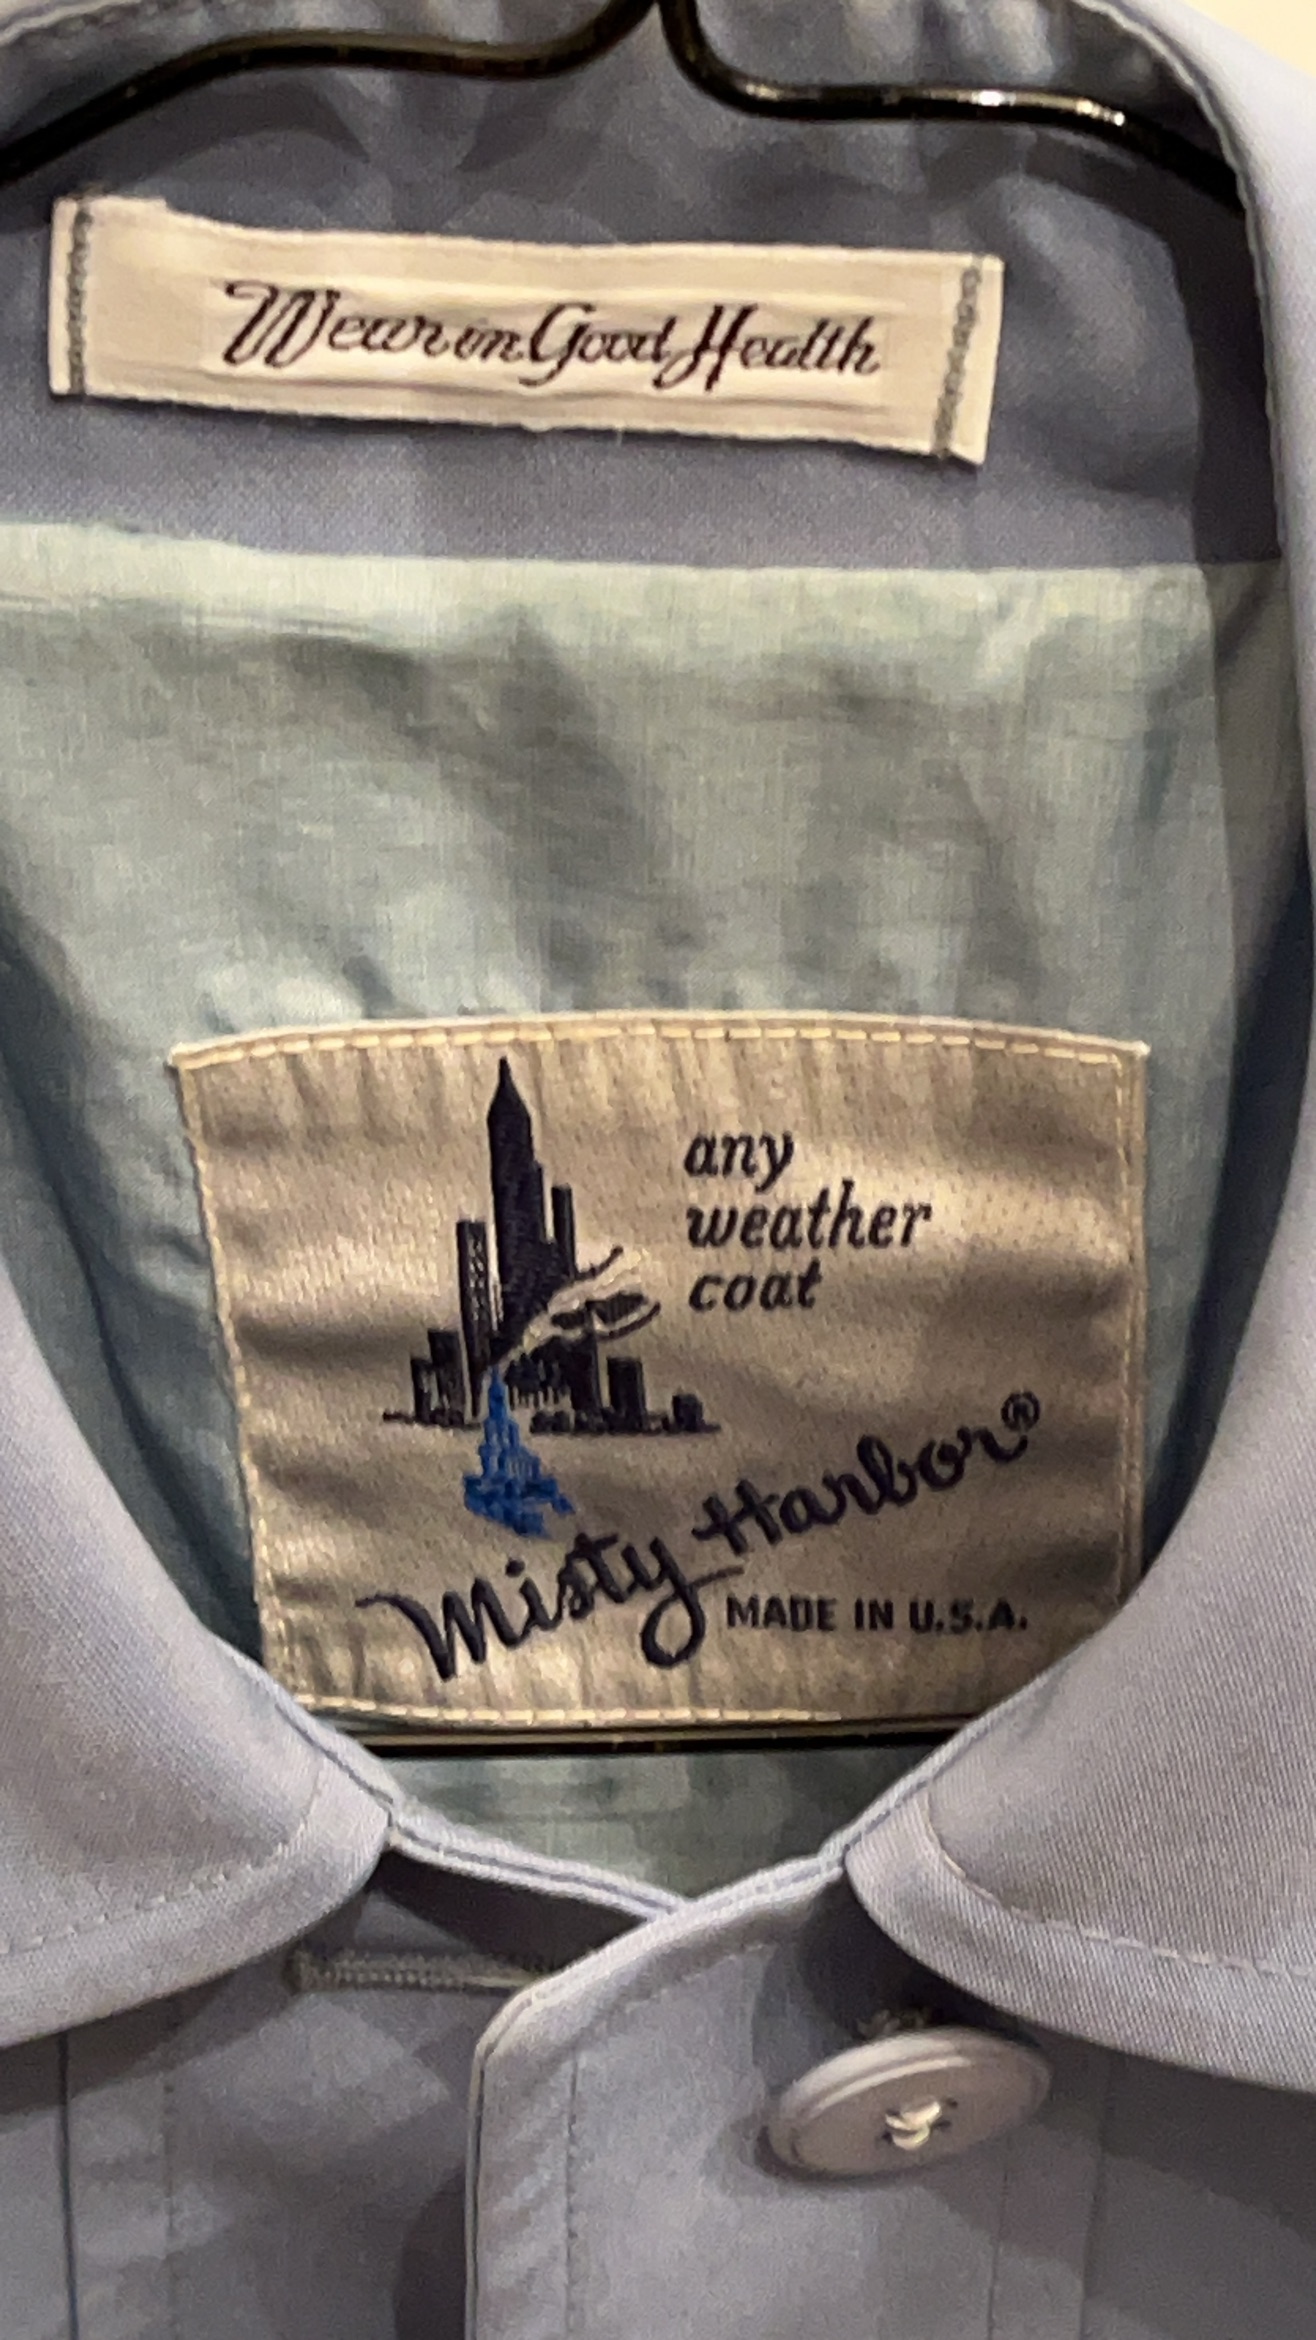 Wear in Good Health
any
weather
coat
Misty Harbor®
MADE IN U.S.A.